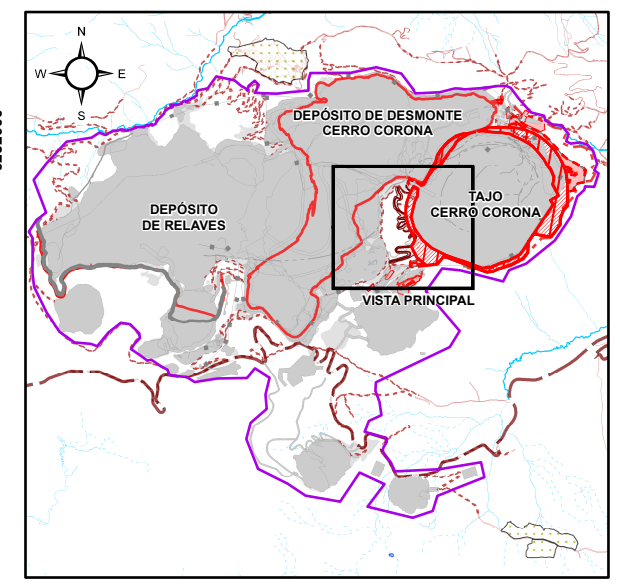 N
W E
S
DEPÓSITO DE DESMONTE
CERRO CORONA
TAJO
CERRO CORONA
DEPÓSITO
DE RELAVES
VISTA PRINCIPAL